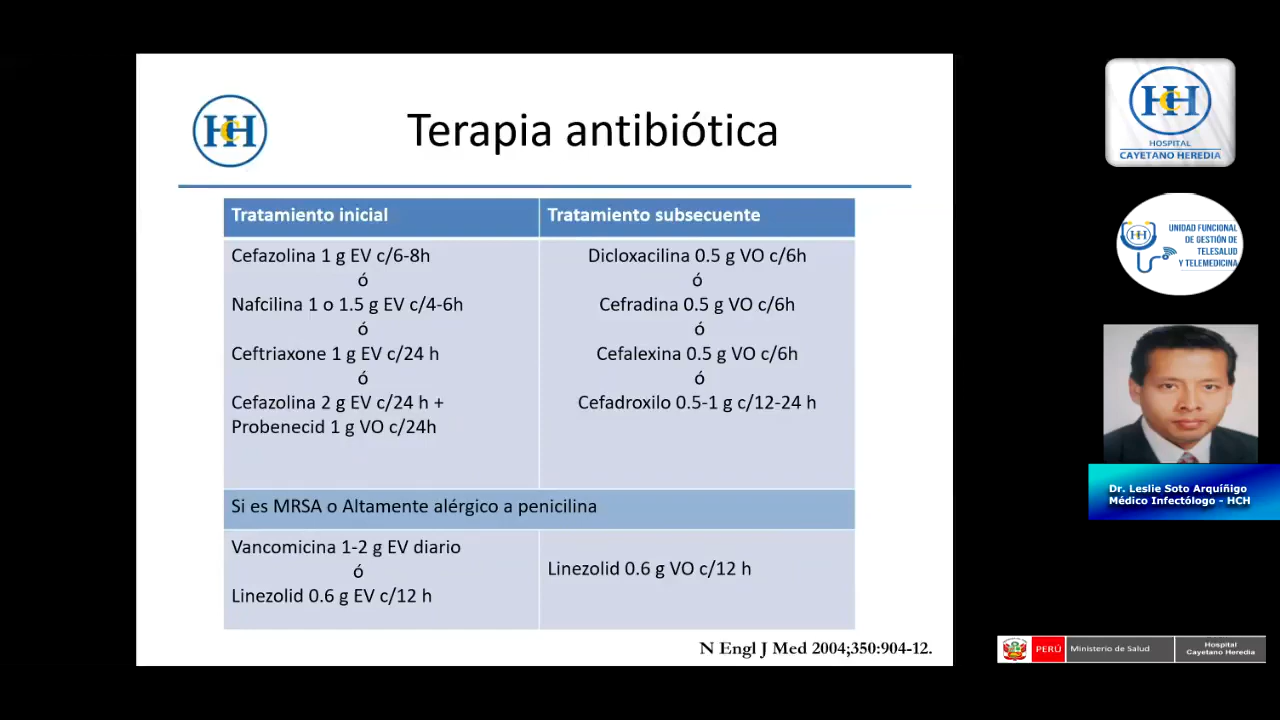 HCH
Terapia antibiótica
Tratamiento inicial
Tratamiento subsecuente
Cefazolina 1 g EV c/6-8h
ó
Nafcilina 1 o 1.5 g EV c/4-6h
ó
Ceftriaxone 1 g EV c/24 h
ó
Cefazolina 2 g EV c/24 h +
Probenecid 1 g VO c/24h
Dicloxacilina 0.5 g VO c/6h
ó
Cefradina 0.5 g VO c/6h
ó
Cefalexina 0.5 g VO c/6h
ó
Cefadroxilo 0.5-1 g c/12-24 h
Si es MRSA o Altamente alérgico a penicilina
Vancomicina 1-2 g EV diario
ó
Linezolid 0.6 g EV c/12 h
Linezolid 0.6 g VO c/12 h
N Engl J Med 2004;350:904-12.
HCH
HOSPITAL
CAYETANO HEREDIA
HCH
UNIDAD FUNCIONAL
DE GESTIÓN DE
TELESALUD
Y TELEMEDICINA
Dr. Leslie Soto Arquíñigo
Médico Infectólogo - HCH
PERÚ
Ministerio de Salud
Hospital
Cayetano Heredia